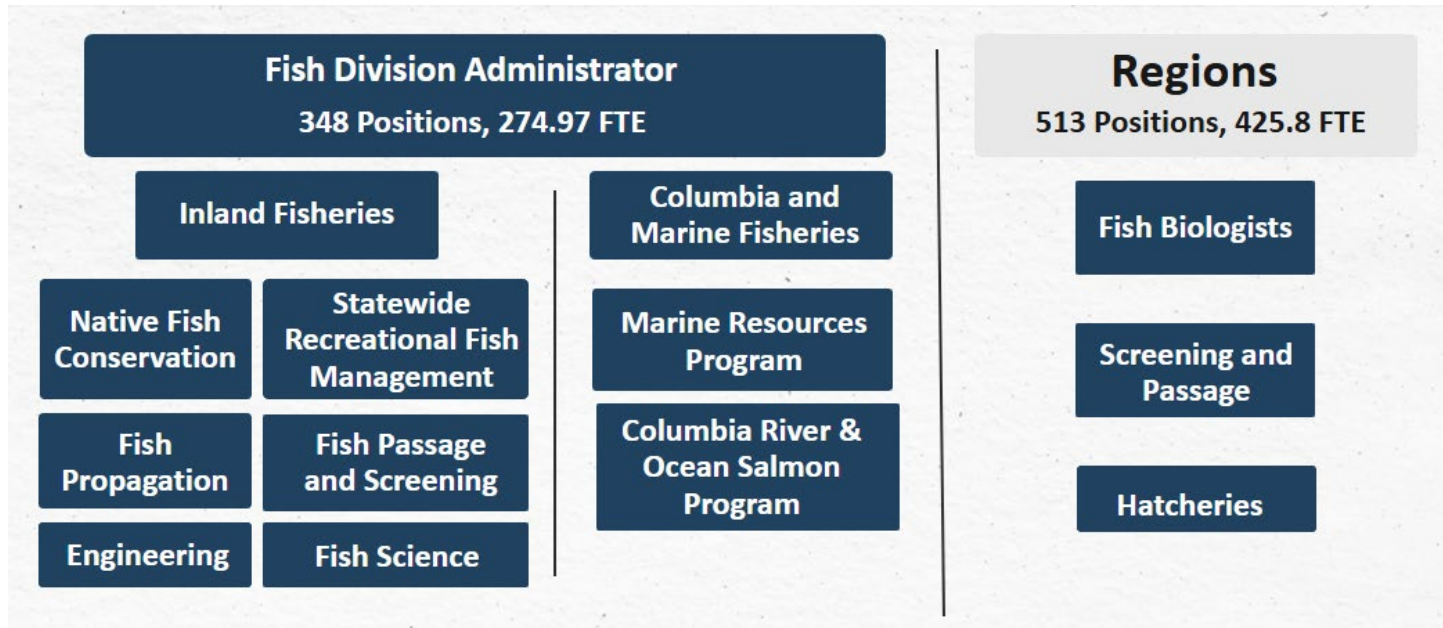 Fish Division Administrator
348 Positions, 274.97 FTE
Inland Fisheries
Native Fish
Conservation
Statewide
Recreational Fish
Management
Fish
Propagation
Fish Passage
and Screening
Engineering
Fish Science
Columbia and
Marine Fisheries
Marine Resources
Program
Columbia River &
Ocean Salmon
Program
Regions
513 Positions, 425.8 FTE
Fish Biologists
Screening and
Passage
Hatcheries